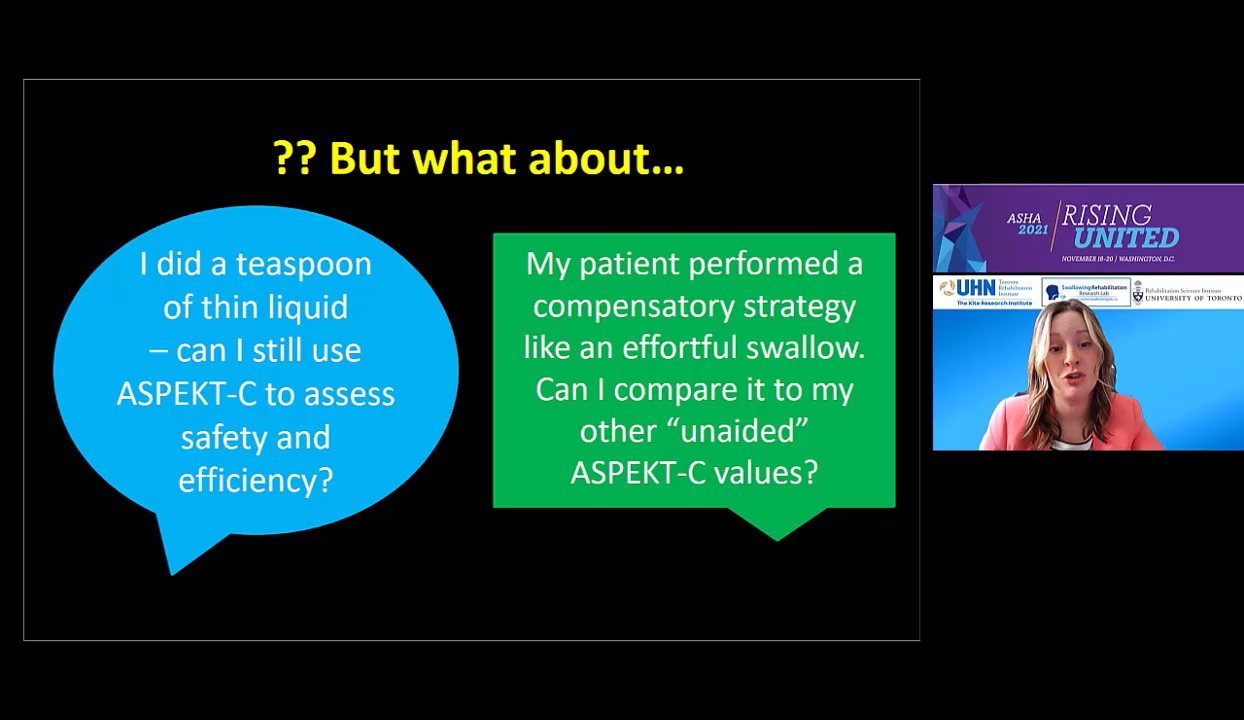 ?? But what about...
I did a teaspoon
of thin liquid
– can I still use
ASPEKT-C to assess
safety and
efficiency?
My patient performed a
compensatory strategy
like an effortful swallow.
Can I compare it to my
other “unaided”
ASPEKT-C values?
ASHA
2021
RISING
UNITED
NOVEMBER 18-20 | WASHINGTON, D.C.
UHN
Toronto
Rehabilitation
Institute
The Kite Research Institute
Swallowing Rehabilitation
Research Lab
Rehabilitation Sciences Institute
UNIVERSITY OF TORONTO